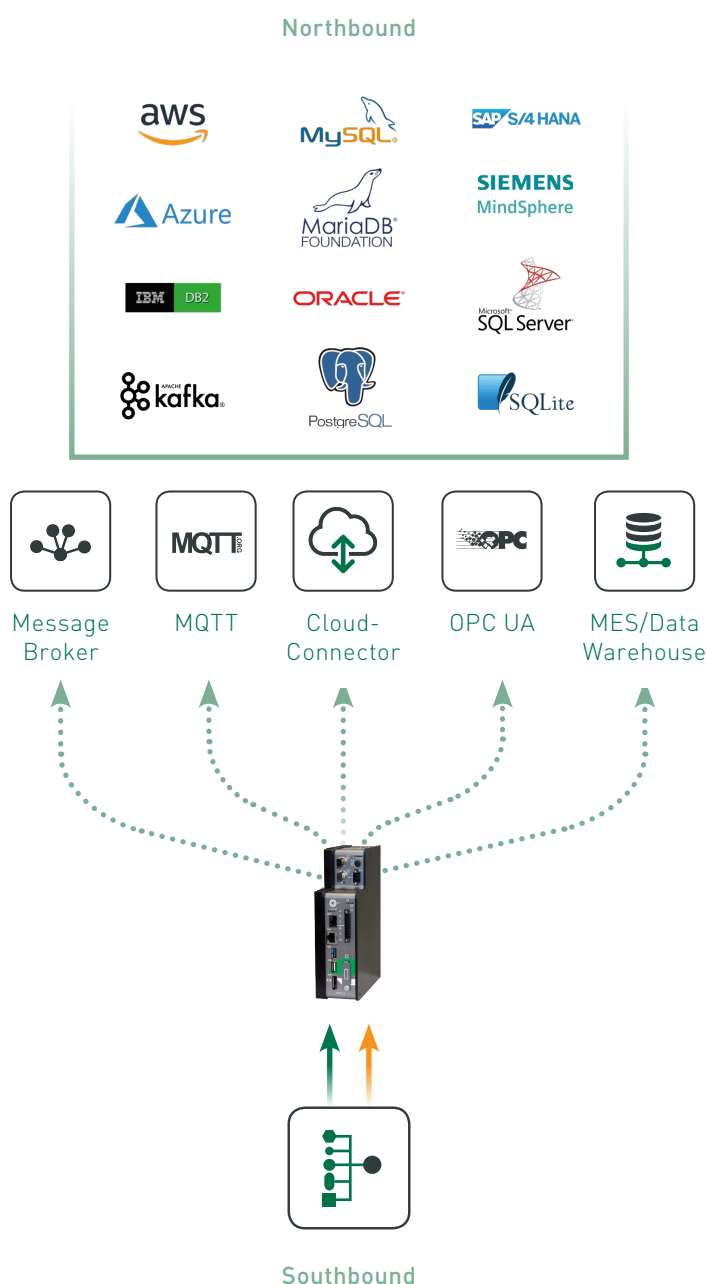 Northbound
aws
MySQL®
SAP S/4 HANA
Azure
MariaDB®
FOUNDATION
SIEMENS
MindSphere
IBM DB2
ORACLE®
Microsoft®
SQL Server®
APACHE
kafka®
PostgreSQL
SQLite
MQTT.ORG
OPC
Message
Broker
MQTT
Cloud-
Connector
OPC UA
MES/Data
Warehouse
Southbound